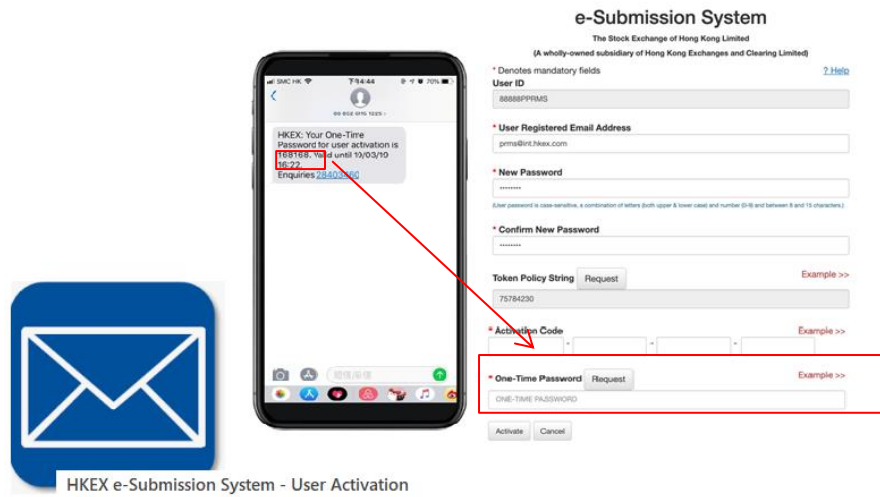 e-Submission System
The Stock Exchange of Hong Kong Limited
(A wholly-owned subsidiary of Hong Kong Exchanges and Clearing Limited)
* Denotes mandatory fields
? Help
User ID
88888PPRMS
* User Registered Email Address
prms@int.hkex.com
* New Password
********
(User password is case-sensitive, a combination of letters (both upper & lower case) and number (0-9) and between 8 and 15 characters.)
* Confirm New Password
********
Token Policy String
Request
Example >>
75784230
* Activation Code
Example >>
-
-
-
* One-Time Password
Request
Example >>
ONE-TIME PASSWORD
Activate
Cancel
SMC HK
下午4:44
70%
HKEX: Your One-Time
Password for user activation is
168168. Valid until 10/03/19
16:22.
Enquiries 28403460
HKEX e-Submission System - User Activation